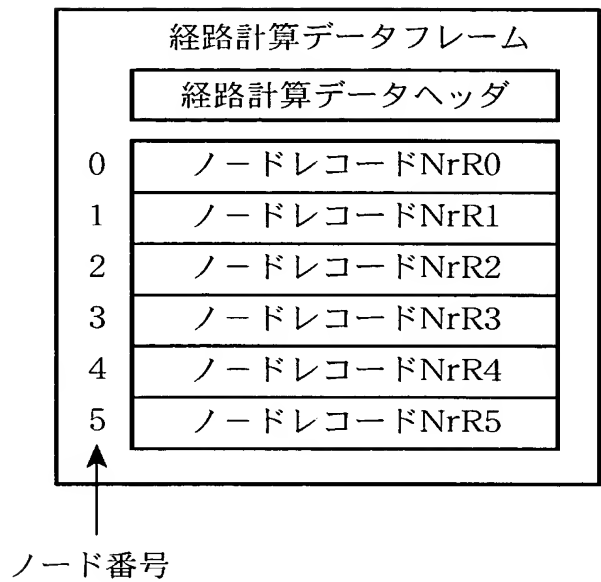 経路計算データフレーム
経路計算データヘッダ
0 ノードレコードNrR0
1 ノードレコードNrR1
2 ノードレコードNrR2
3 ノードレコードNrR3
4 ノードレコードNrR4
5 ノードレコードNrR5
ノード番号